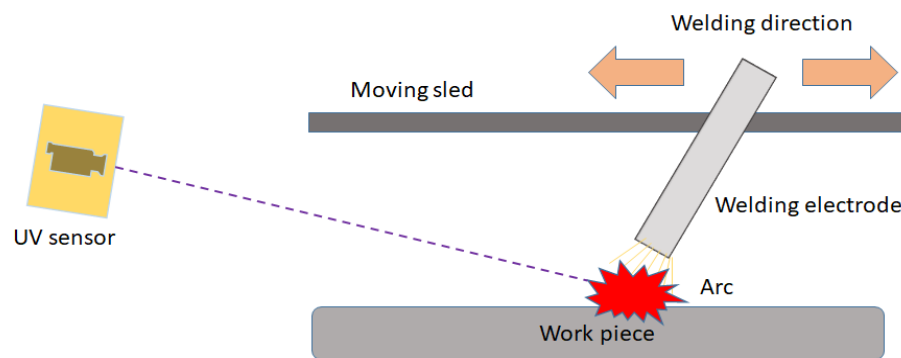 Welding direction
Moving sled
Welding electrode
UV sensor
Arc
Work piece